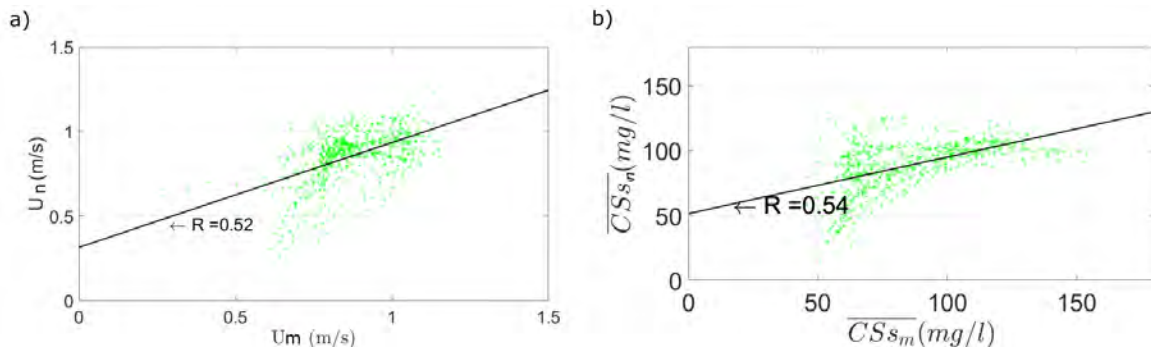 a)
1.5
1
0.5
0
U n (m/s)
← R =0.52
0
0.5
1
1.5
Um (m/s)
b)
150
100
50
0
CSs_n(mg/l)
← R =0.54
0
50
100
150
CSs_m(mg/l)